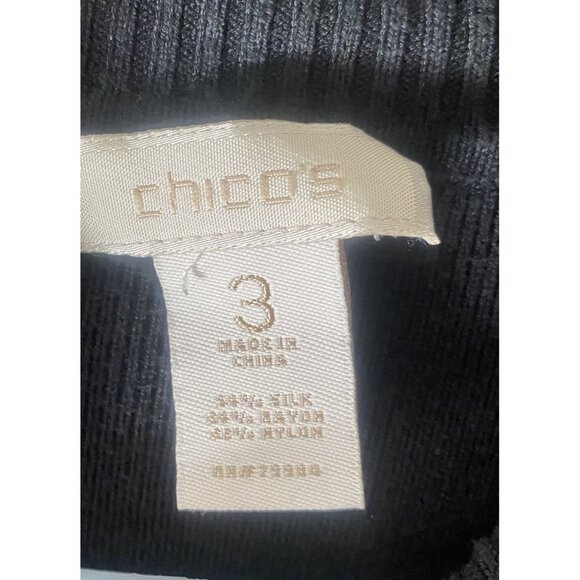 chico's
3
MADE IN
CHINA
SILK
RAYON
NYLON